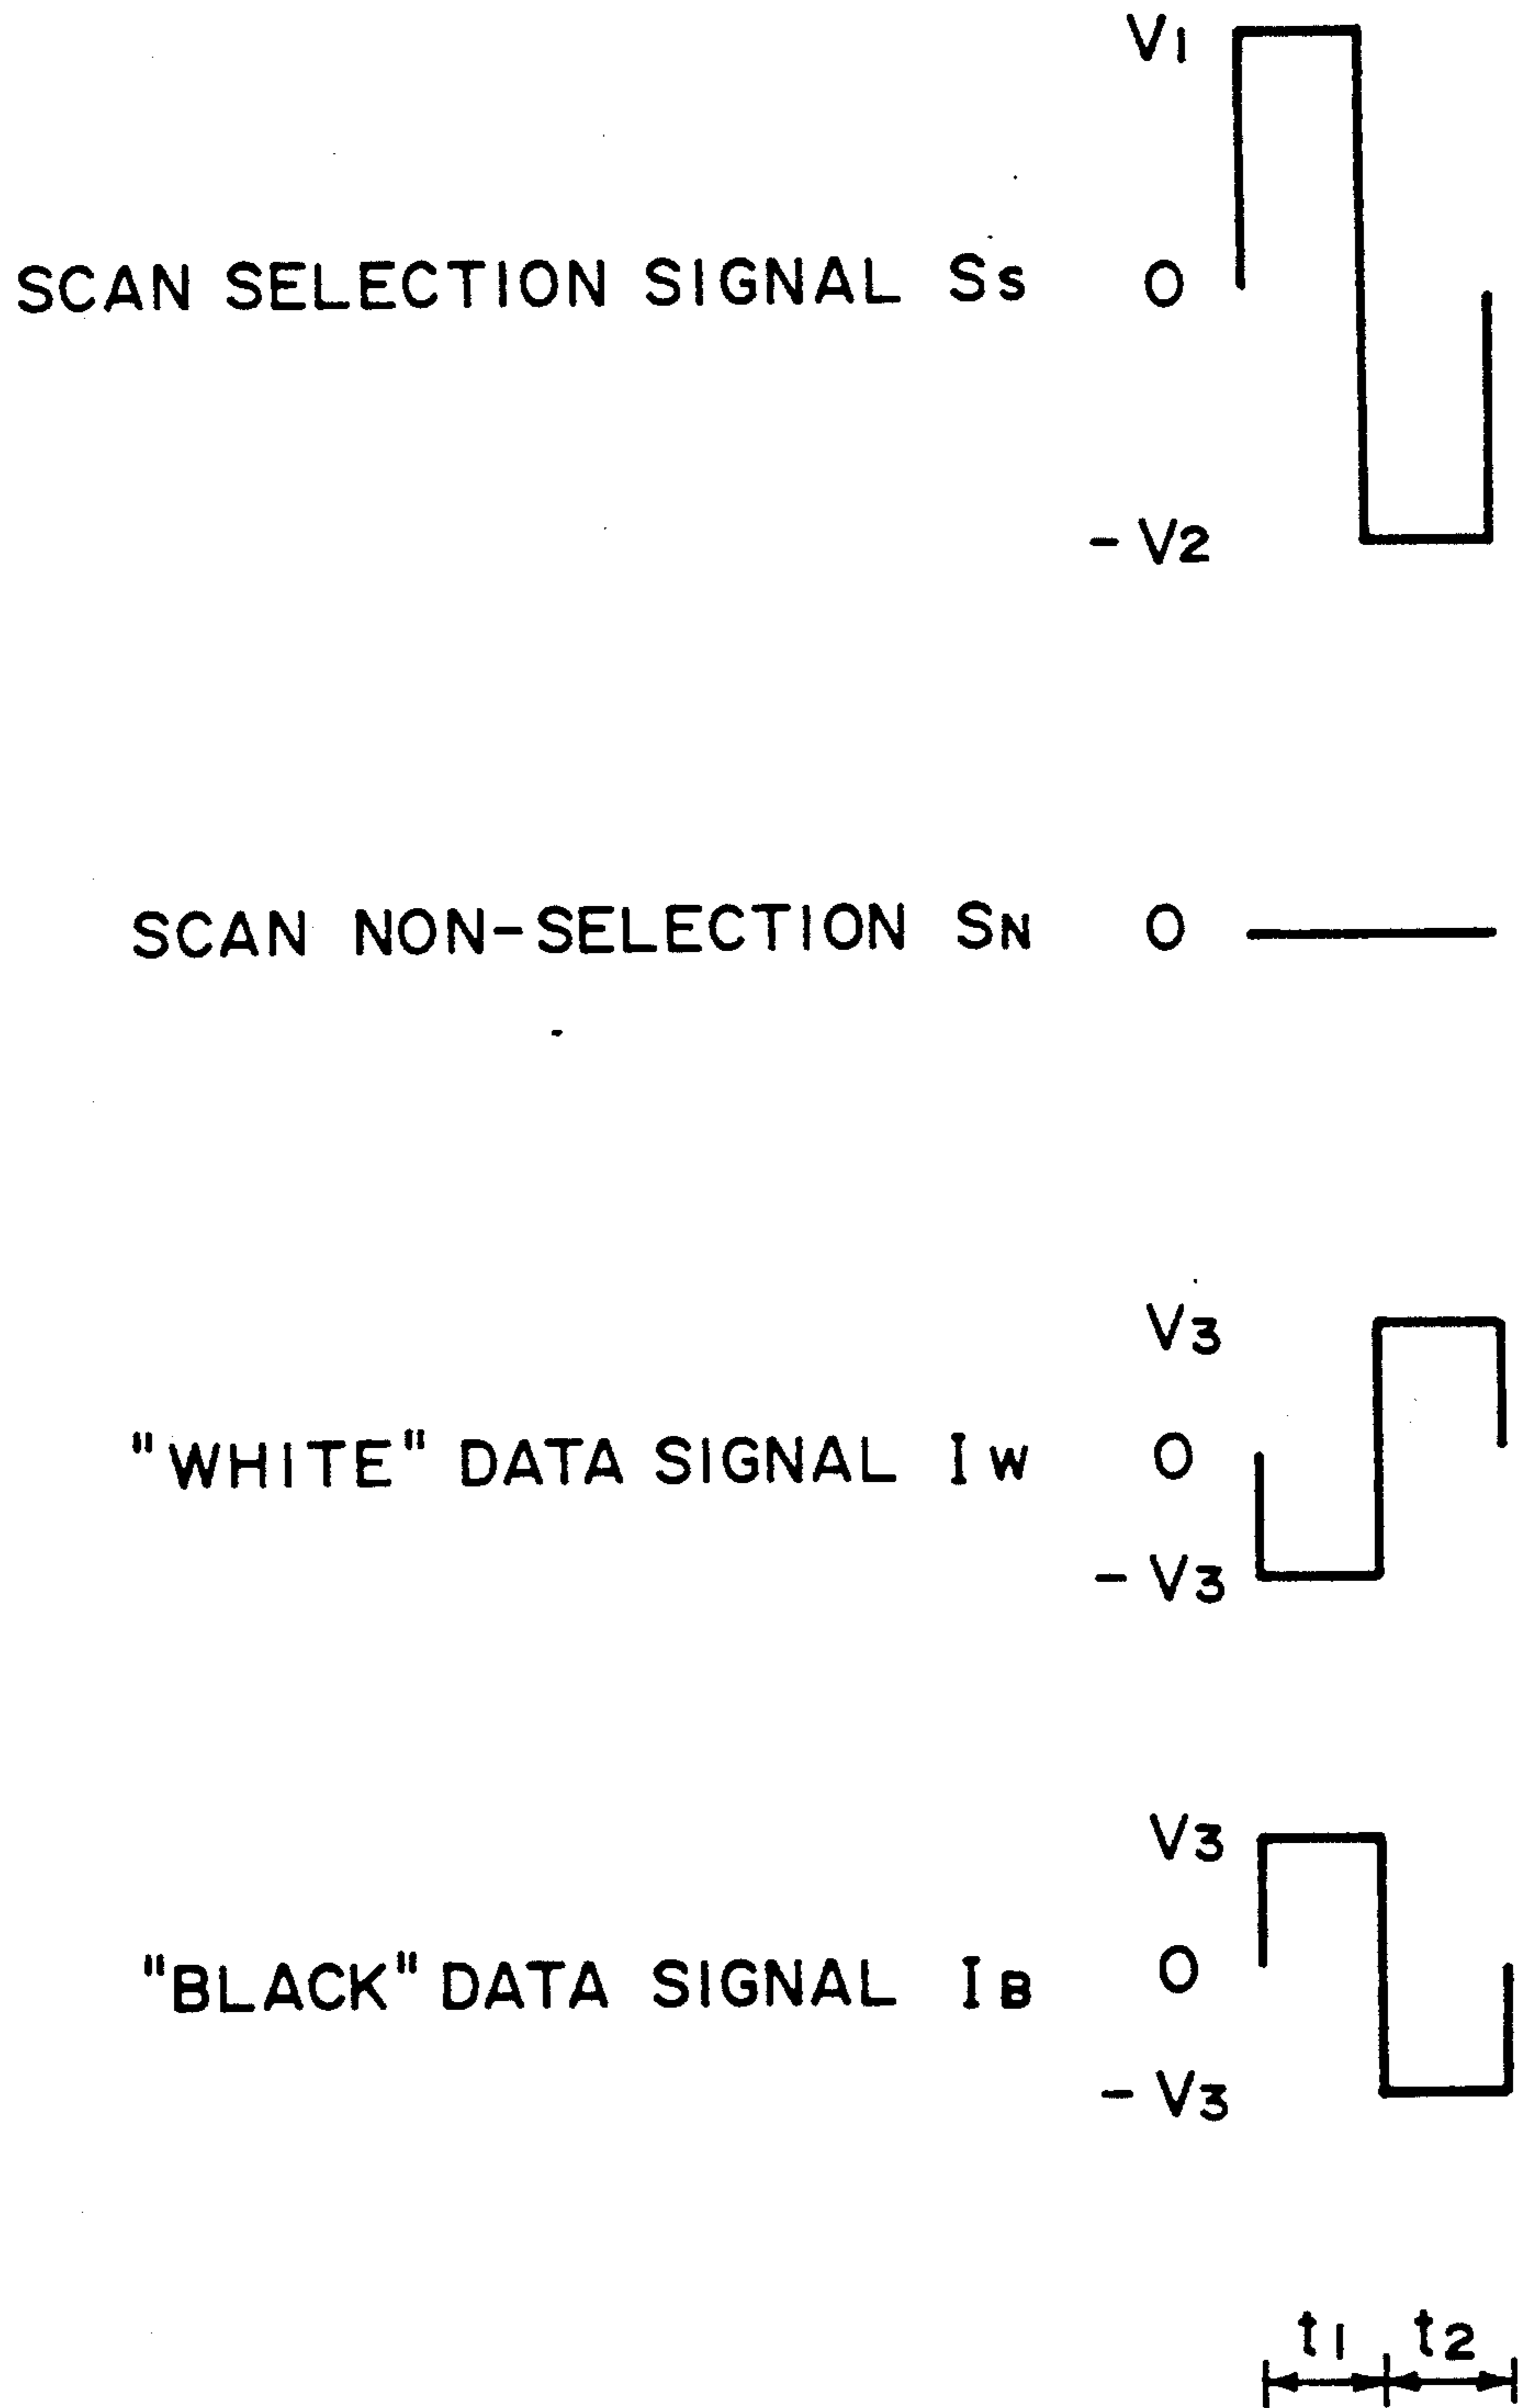 V1
SCAN SELECTION SIGNAL Ss 0
-V2
SCAN NON-SELECTION SN 0
V3
"WHITE" DATA SIGNAL IW 0
-V3
V3
"BLACK" DATA SIGNAL IB 0
-V3
t1 t2